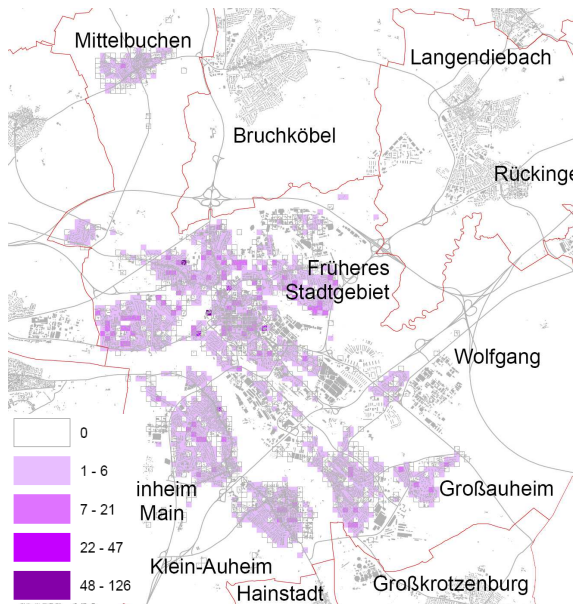 Mittelbuchen
Langendiebach
Bruchköbel
Rückinge
Früheres
Stadtgebiet
Wolfgang
0
1 - 6
7 - 21
22 - 47
48 - 126
inheim
Main
Großauheim
Klein-Auheim
Großkrotzenburg
Hainstadt